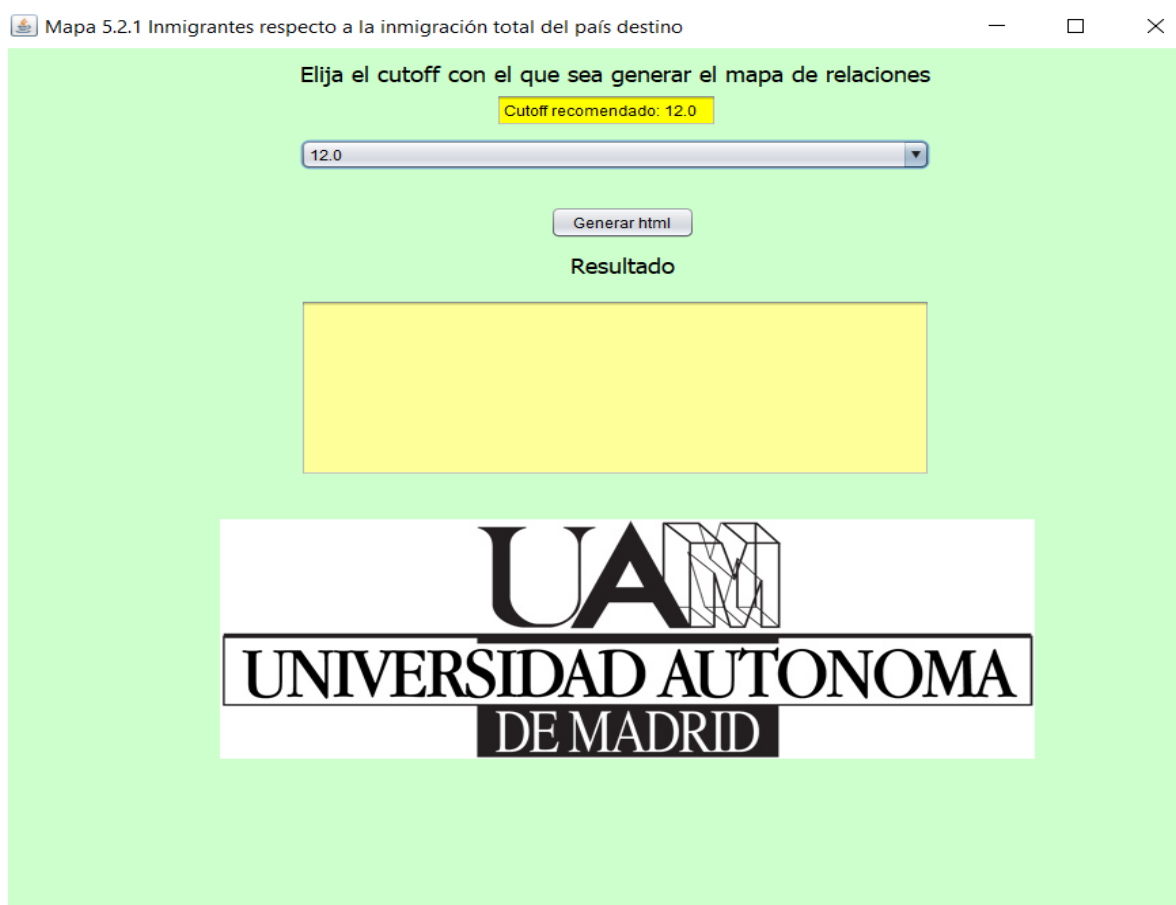 Mapa 5.2.1 Inmigrantes respecto a la inmigración total del país destino
Elija el cutoff con el que sea generar el mapa de relaciones
Cutoff recomendado: 12.0
12.0
Generar html
Resultado
UAM
UNIVERSIDAD AUTONOMA
DE MADRID